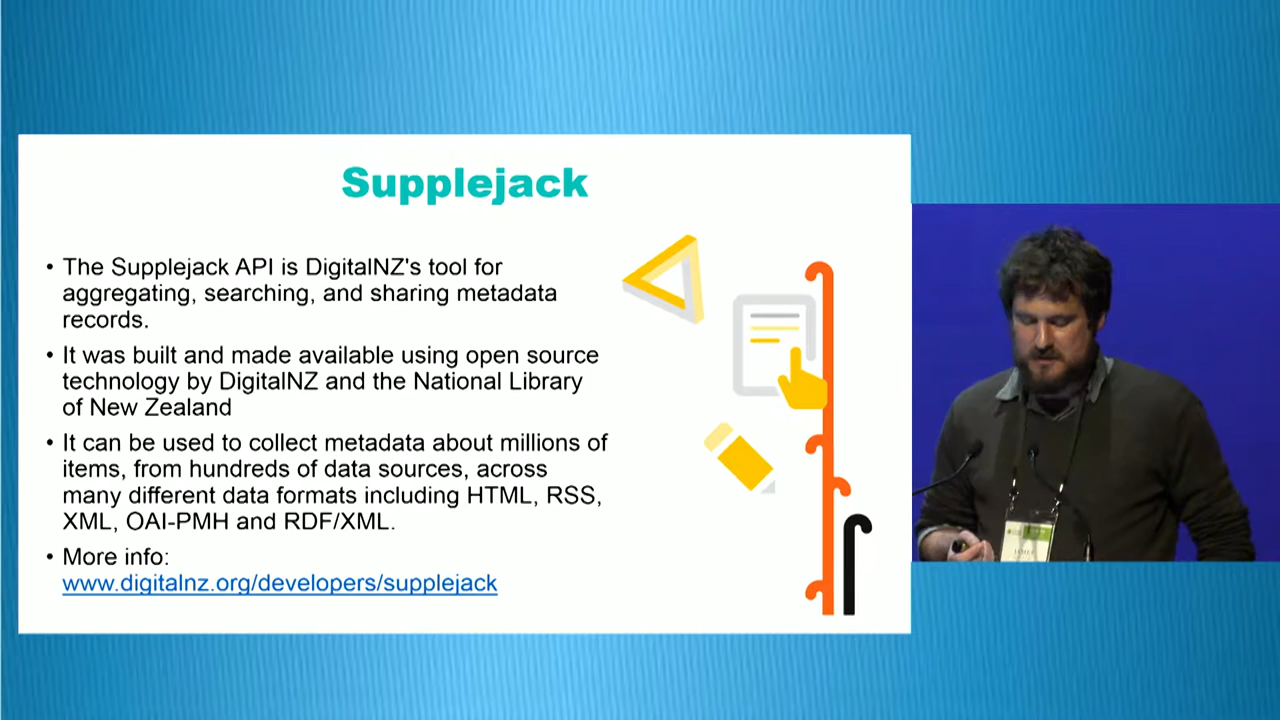 Supplejack
• The Supplejack API is DigitalNZ's tool for
aggregating, searching, and sharing metadata
records.
• It was built and made available using open source
technology by DigitalNZ and the National Library
of New Zealand
• It can be used to collect metadata about millions of
items, from hundreds of data sources, across
many different data formats including HTML, RSS,
XML, OAI-PMH and RDF/XML.
• More info:
www.digitalnz.org/developers/supplejack